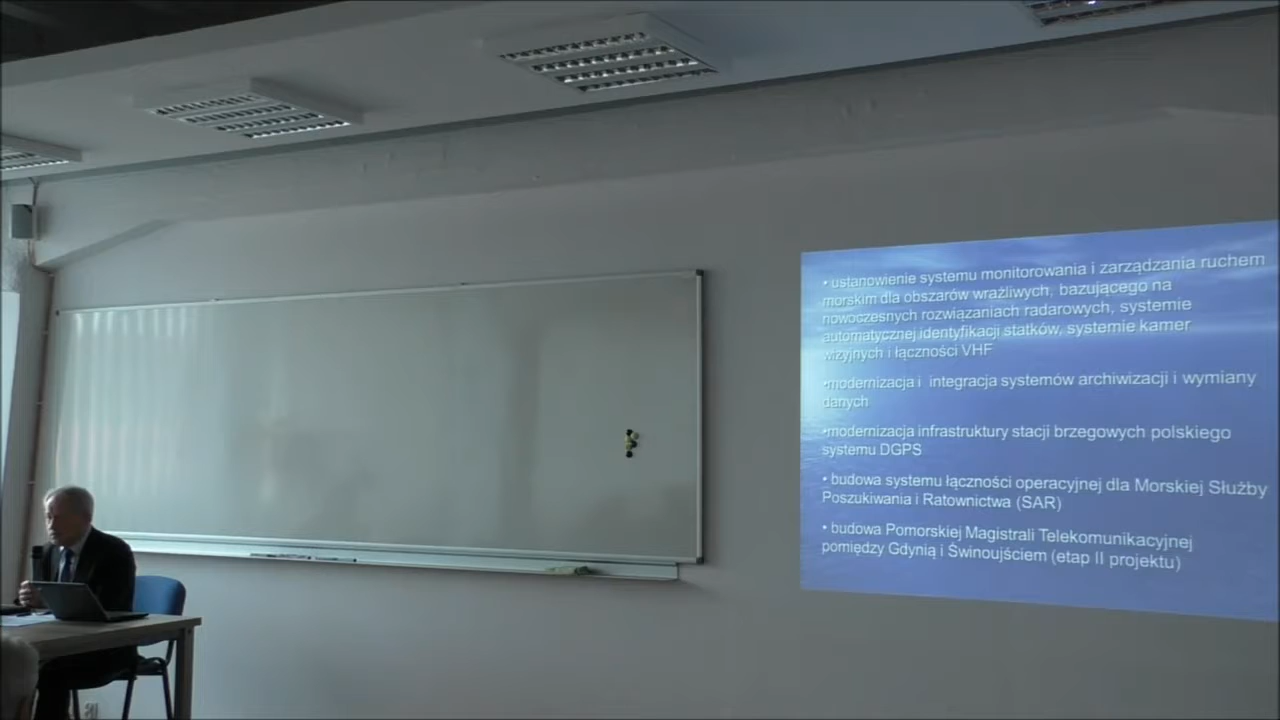 • ustanowienie systemu monitorowania i zarządzania ruchem
morskim dla obszarów wrażliwych, bazującego na
nowoczesnych rozwiązaniach radarowych, systemie
automatycznej identyfikacji statków, systemie kamer
wizyjnych i łączności VHF
•modernizacja i integracja systemów archiwizacji i wymiany
danych
•modernizacja infrastruktury stacji brzegowych polskiego
systemu DGPS
• budowa systemu łączności operacyjnej dla Morskiej Służby
Poszukiwania i Ratownictwa (SAR)
• budowa Pomorskiej Magistrali Telekomunikacyjnej
pomiędzy Gdynią i Świnoujściem (etap II projektu)